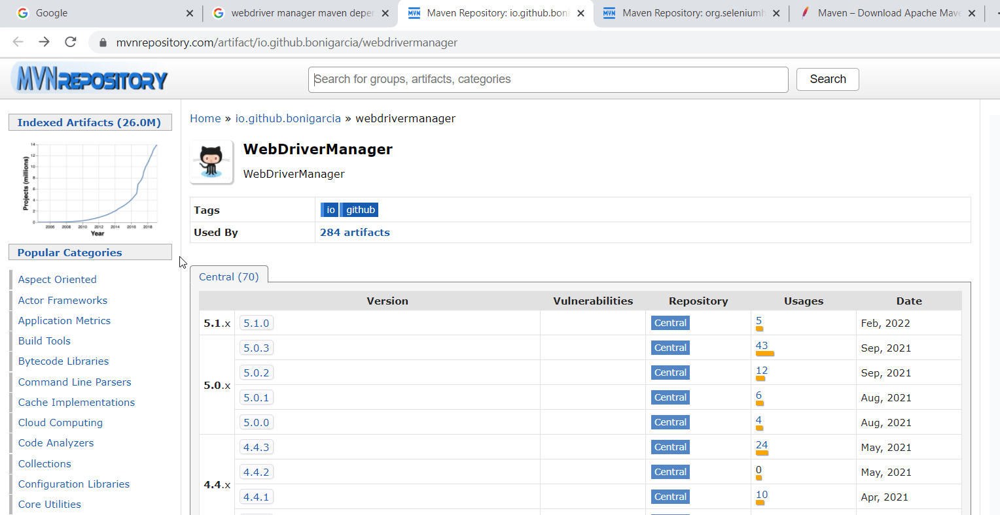 Google
webdriver manager maven depe
Maven Repository: io.github.boni
Maven Repository: org.seleniumh
Maven – Download Apache Mav
mvnrepository.com/artifact/io.github.bonigarcia/webdrivermanager
MVNREPOSITORY
Search for groups, artifacts, categories
Search
Indexed Artifacts (26.0M)
Projects (millions)
14
12
10
8
6
4
2
0
2006 2008 2010 2012 2014 2016 2018
Year
Popular Categories
Aspect Oriented
Actor Frameworks
Application Metrics
Build Tools
Bytecode Libraries
Command Line Parsers
Cache Implementations
Cloud Computing
Code Analyzers
Collections
Configuration Libraries
Core Utilities
Home » io.github.bonigarcia » webdrivermanager
WebDriverManager
WebDriverManager
Tags io github
Used By 284 artifacts
Central (70)
Version Vulnerabilities Repository Usages Date
5.1.x 5.1.0 Central 5 Feb, 2022
5.0.3 Central 43 Sep, 2021
5.0.2 Central 12 Sep, 2021
5.0.x
5.0.1 Central 6 Aug, 2021
5.0.0 Central 4 Aug, 2021
4.4.3 Central 24 May, 2021
4.4.2 Central 0 May, 2021
4.4.x
4.4.1 Central 10 Apr, 2021